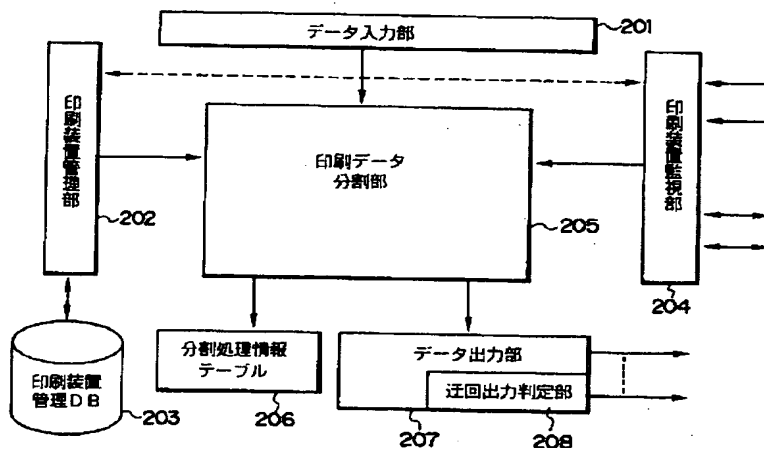 データ入力部
201
印刷装置管理部
202
印刷データ
分割部
205
印刷装置監視部
204
印刷装置
管理DB
203
分割処理情報
テーブル
206
データ出力部
迂回出力判定部
207
208